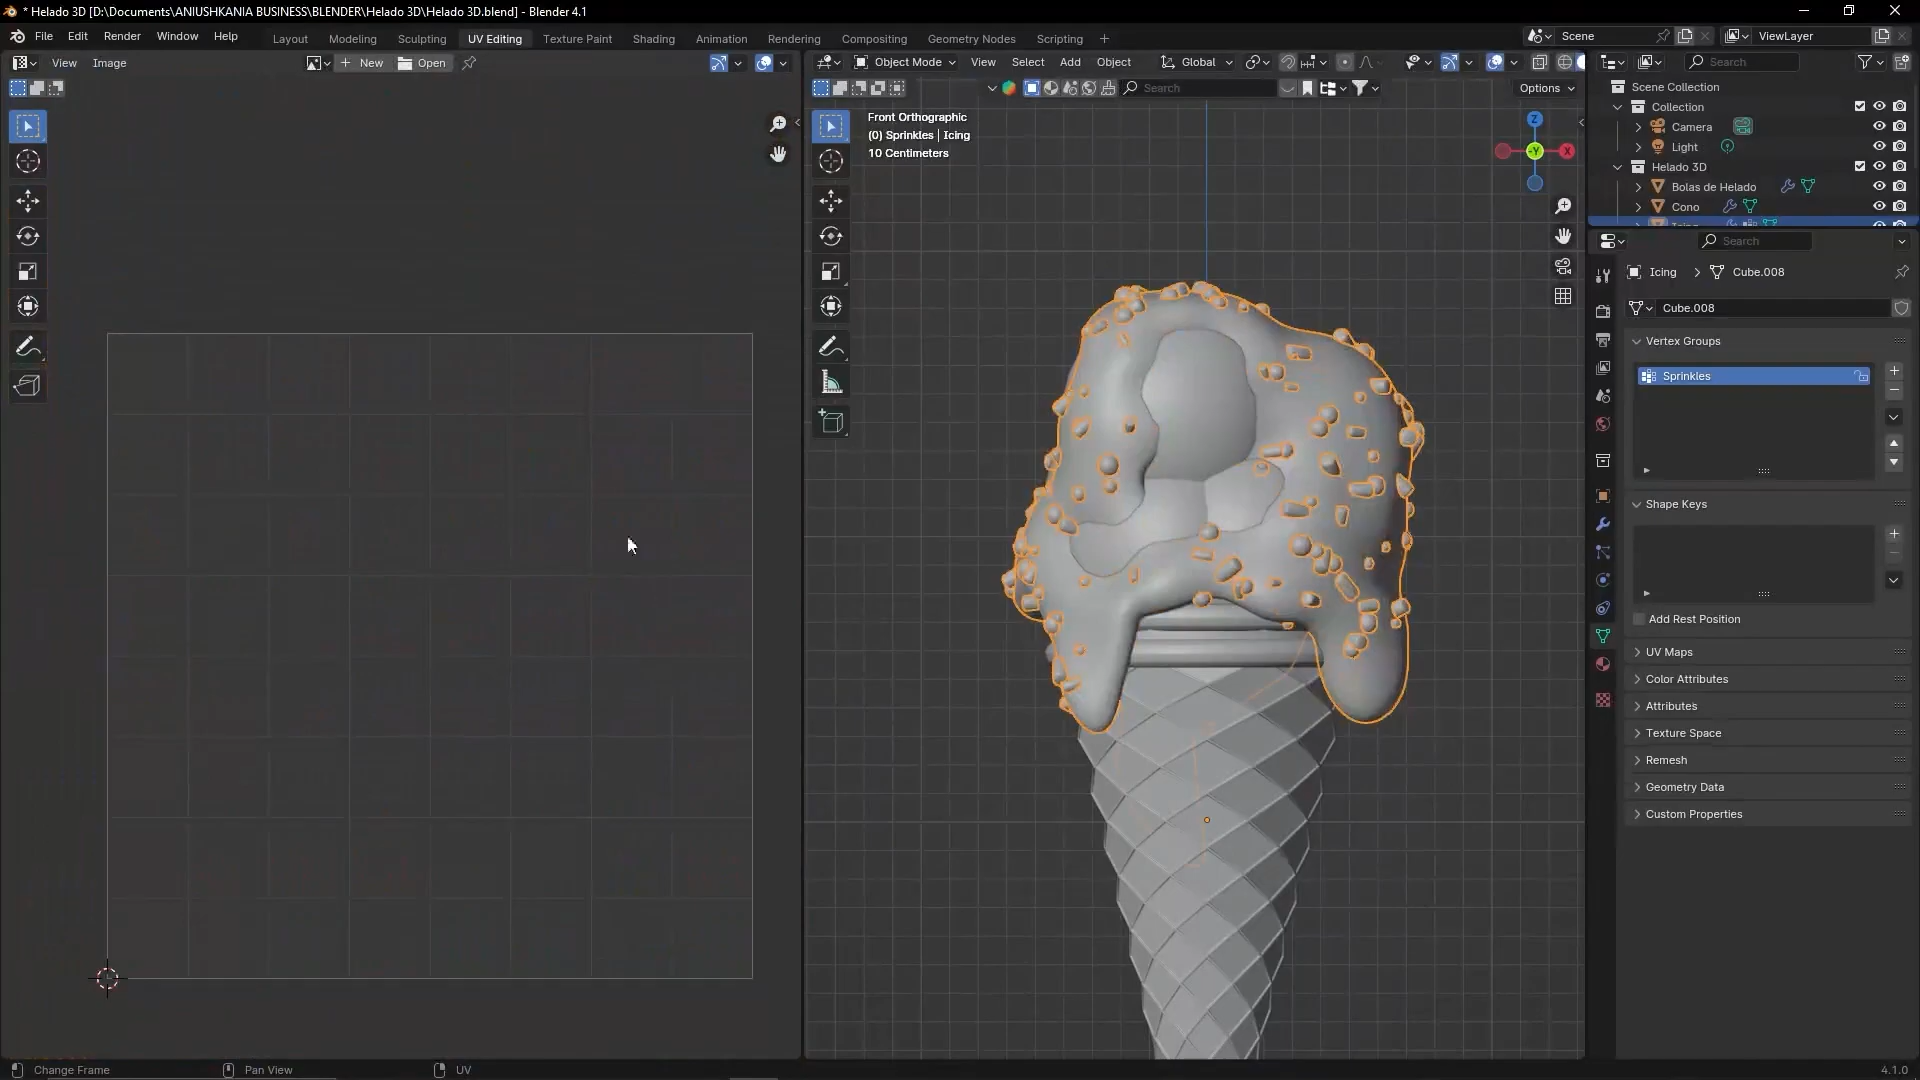 * Helado 3D [D:\Documents\ANIUSHKANIA BUSINESS\BLENDER\Helado 3D\Helado 3D.blend] - Blender 4.1
File Edit Render Window Help
Layout Modeling Sculpting UV Editing Texture Paint Shading Animation Rendering Compositing Geometry Nodes Scripting +
Scene
ViewLayer
View Image
New
Open
Object Mode
View Select Add Object
Global
Search
Search
Options
Front Orthographic
(0) Sprinkles | Icing
10 Centimeters
Z
-Y
X
Scene Collection
Collection
Camera
Light
Helado 3D
Bolas de Helado
Cono
Search
Icing > Cube.008
Cube.008
Vertex Groups
Sprinkles
Shape Keys
Add Rest Position
UV Maps
Color Attributes
Attributes
Texture Space
Remesh
Geometry Data
Custom Properties
Change Frame
Pan View
UV
4.1.0